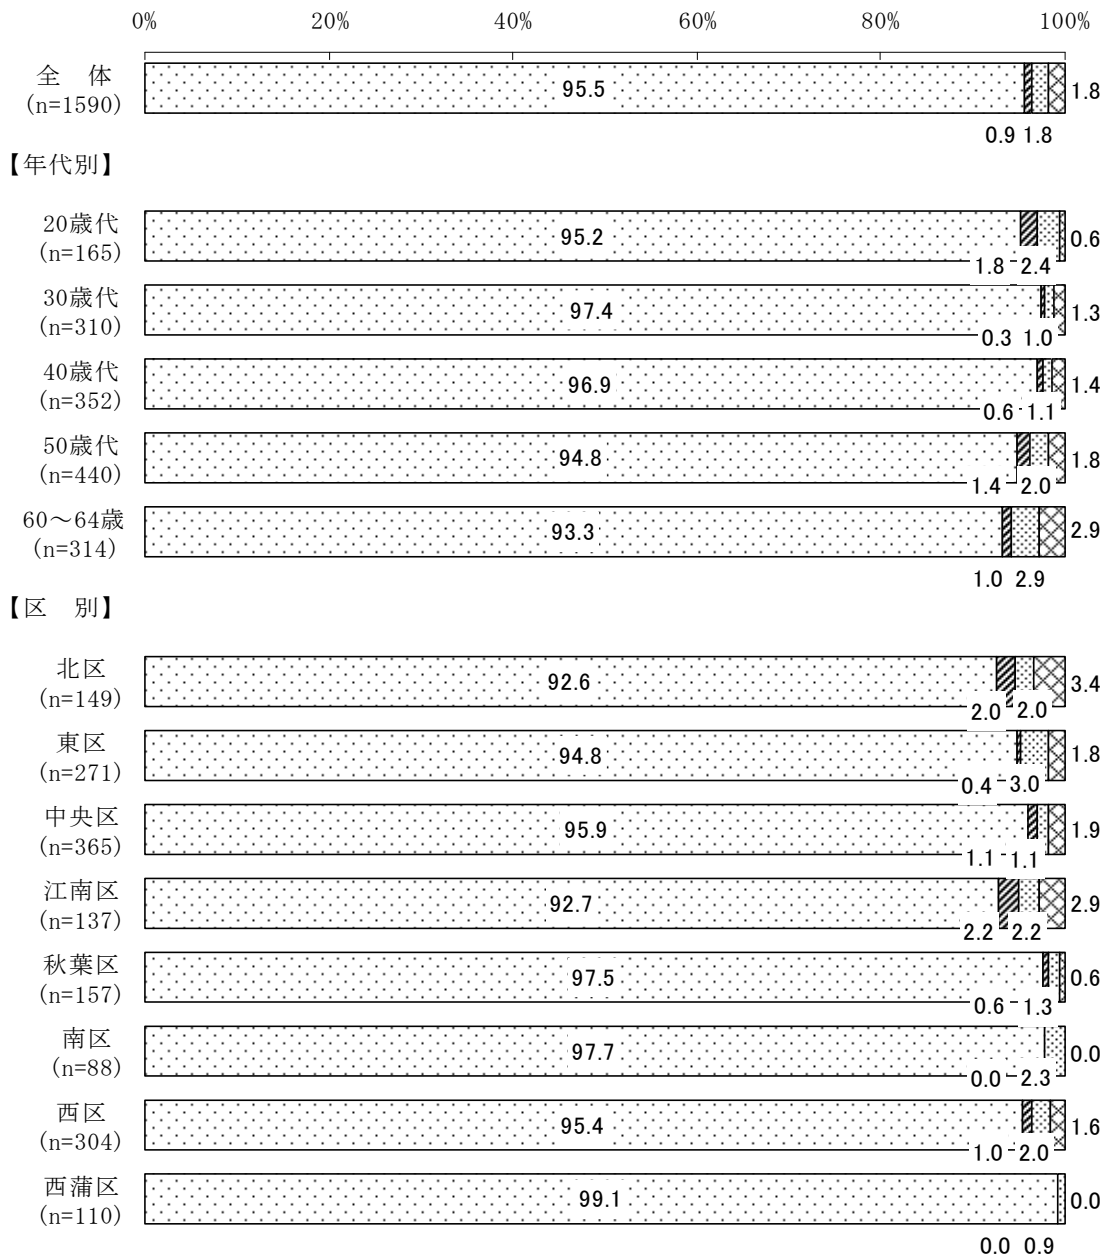 0% 20% 40% 60% 80% 100%
全　体
(n=1590)
95.5
1.8
0.9 1.8
【年代別】
20歳代
(n=165)
95.2
0.6
1.8 2.4
30歳代
(n=310)
97.4
1.3
0.3 1.0
40歳代
(n=352)
96.9
1.4
0.6 1.1
50歳代
(n=440)
94.8
1.8
1.4 2.0
60～64歳
(n=314)
93.3
2.9
1.0 2.9
【区　別】
北区
(n=149)
92.6
3.4
2.0 2.0
東区
(n=271)
94.8
1.8
0.4 3.0
中央区
(n=365)
95.9
1.9
1.1 1.1
江南区
(n=137)
92.7
2.9
2.2 2.2
秋葉区
(n=157)
97.5
0.6
0.6 1.3
南区
(n=88)
97.7
0.0
0.0 2.3
西区
(n=304)
95.4
1.6
1.0 2.0
西蒲区
(n=110)
99.1
0.0
0.0 0.9